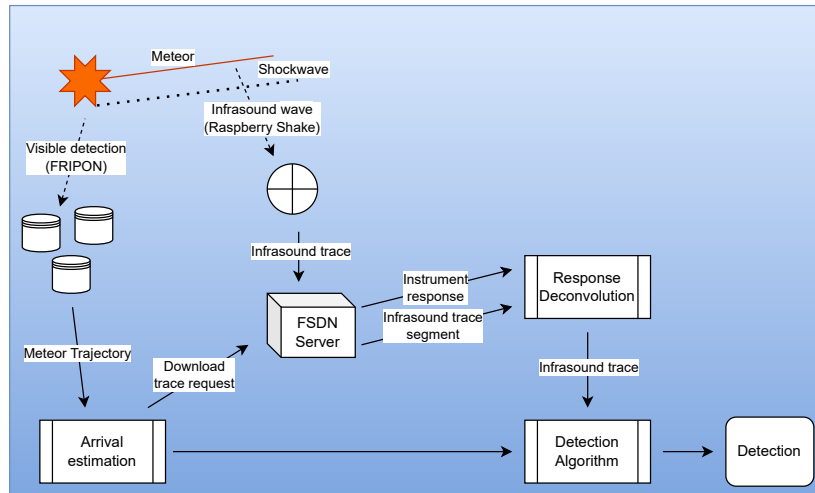 Meteor
Shockwave
Infrasound wave
(Raspberry Shake)
Visible detection
(FRIPON)
Infrasound trace
Instrument
response
Response
Deconvolution
FSDN
Server
Infrasound trace
segment
Meteor Trajectory
Download
trace request
Infrasound trace
Arrival
estimation
Detection
Algorithm
Detection